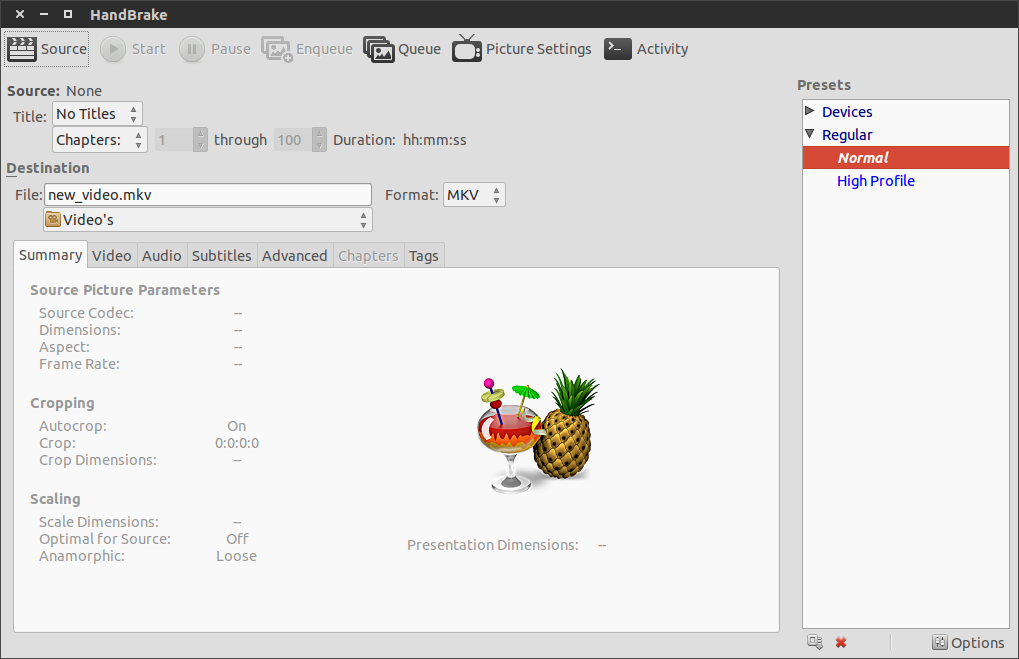 HandBrake
Source Start Pause Enqueue Queue Picture Settings Activity
Source: None
Title: No Titles
Chapters: 1 through 100 Duration: hh:mm:ss
Destination
File: new_video.mkv Format: MKV
Video's
Summary Video Audio Subtitles Advanced Chapters Tags
Source Picture Parameters
Source Codec: --
Dimensions: --
Aspect: --
Frame Rate: --
Cropping
Autocrop: On
Crop: 0:0:0:0
Crop Dimensions: --
Scaling
Scale Dimensions: --
Optimal for Source: Off
Anamorphic: Loose
Presentation Dimensions: --
Presets
Devices
Regular
Normal
High Profile
Options